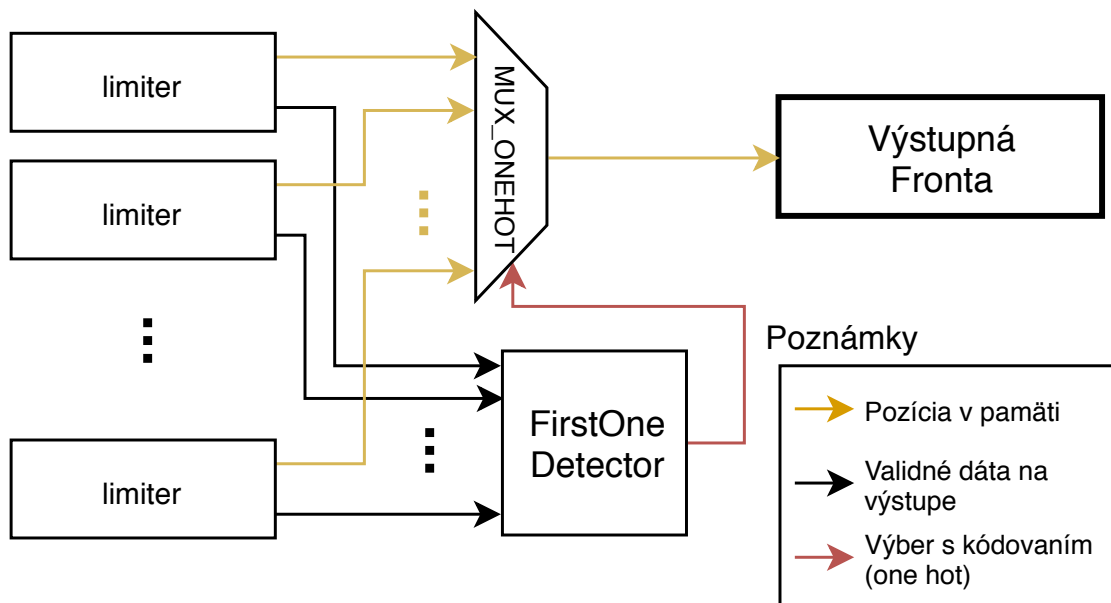 limiter
limiter
limiter
MUX_ONEHOT
FirstOne
Detector
Výstupná
Fronta
Poznámky
Pozícia v pamäti
Validné dáta na
výstupe
Výber s kódovaním
(one hot)